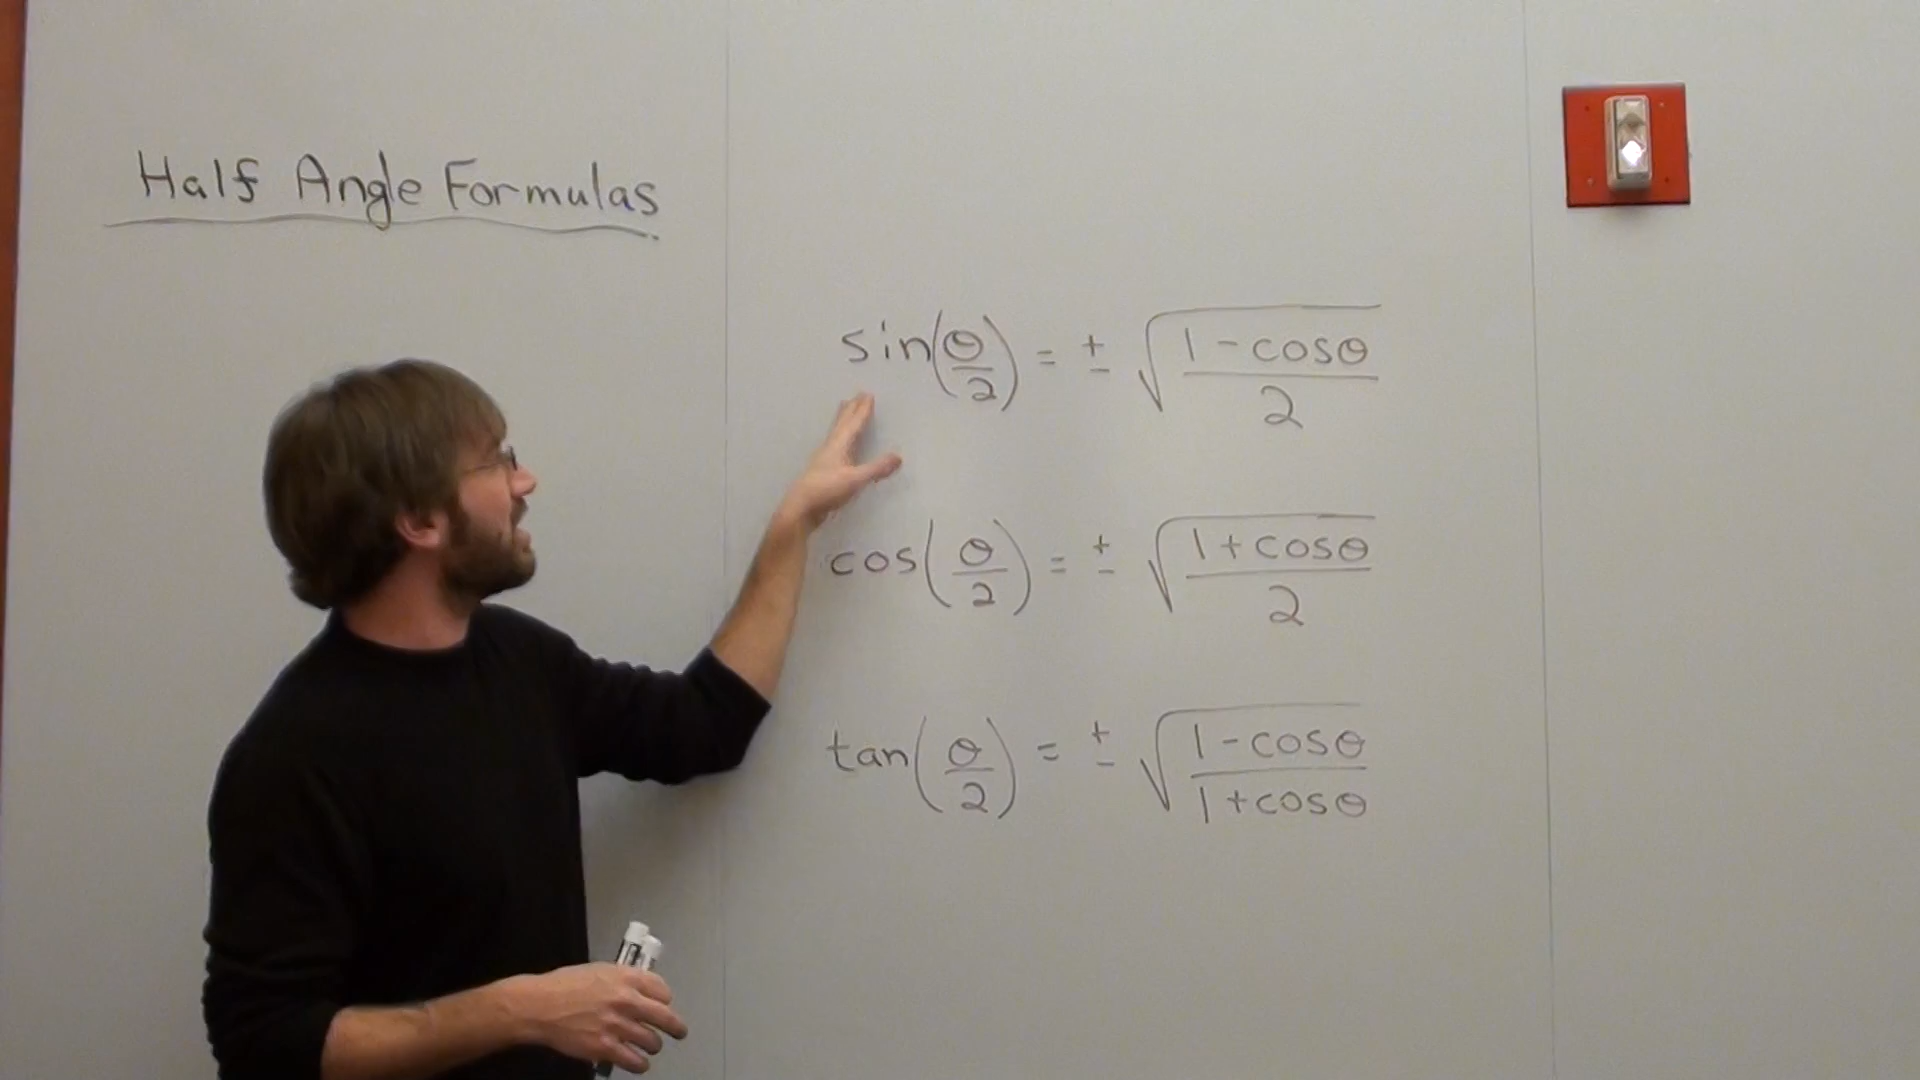 Half Angle Formulas
sin(θ/2) = ± √((1 - cosθ)/2)
cos(θ/2) = ± √((1 + cosθ)/2)
tan(θ/2) = ± √((1 - cosθ)/(1 + cosθ))